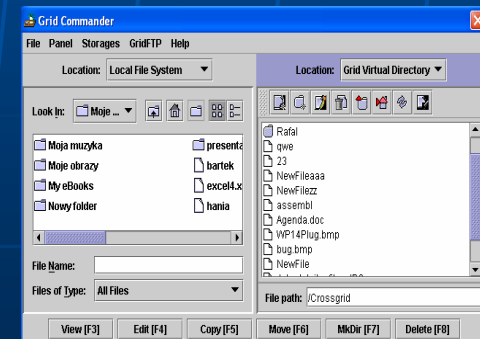 Grid Commander
File Panel Storages GridFTP Help
Location: Local File System
Location: Grid Virtual Directory
Look In: Moje ...
Moja muzyka
Moje obrazy
My eBooks
Nowy folder
presenta
bartek
excel4.x
hania
File Name:
Files of Type: All Files
Rafal
qwe
23
NewFileaaa
NewFilezz
assembl
Agenda.doc
WP14Plug.bmp
bug.bmp
NewFile
File path: /Crossgrid
View [F3] Edit [F4] Copy [F5] Move [F6] MkDir [F7] Delete [F8]